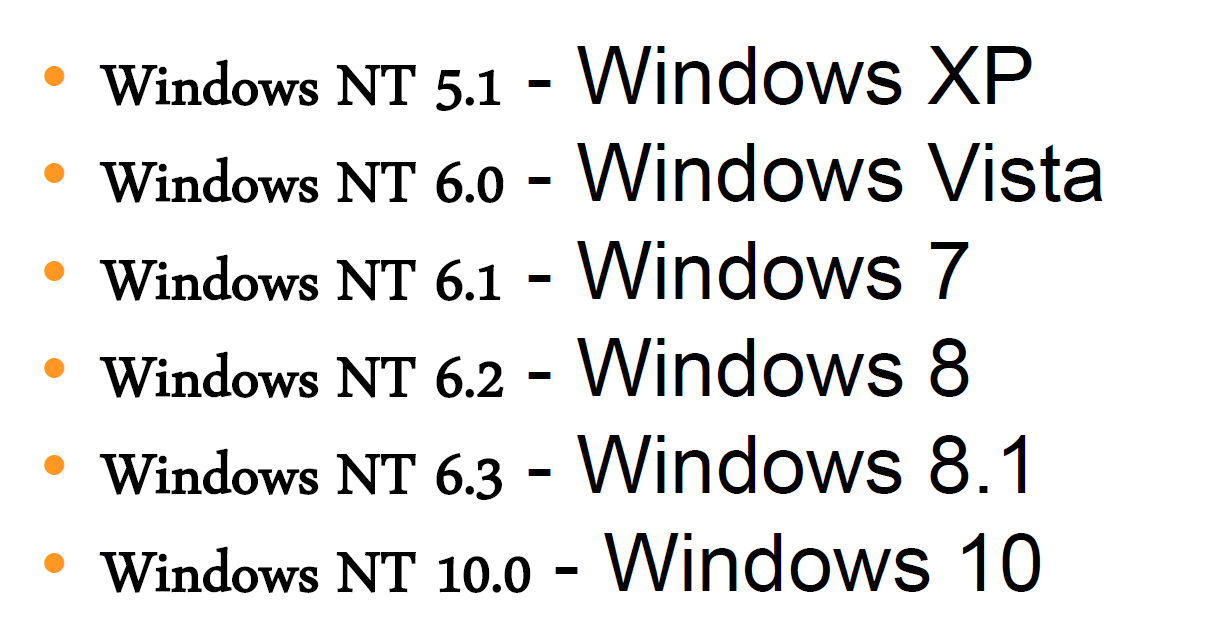 • Windows NT 5.1 - Windows XP
• Windows NT 6.0 - Windows Vista
• Windows NT 6.1 - Windows 7
• Windows NT 6.2 - Windows 8
• Windows NT 6.3 - Windows 8.1
• Windows NT 10.0 - Windows 10